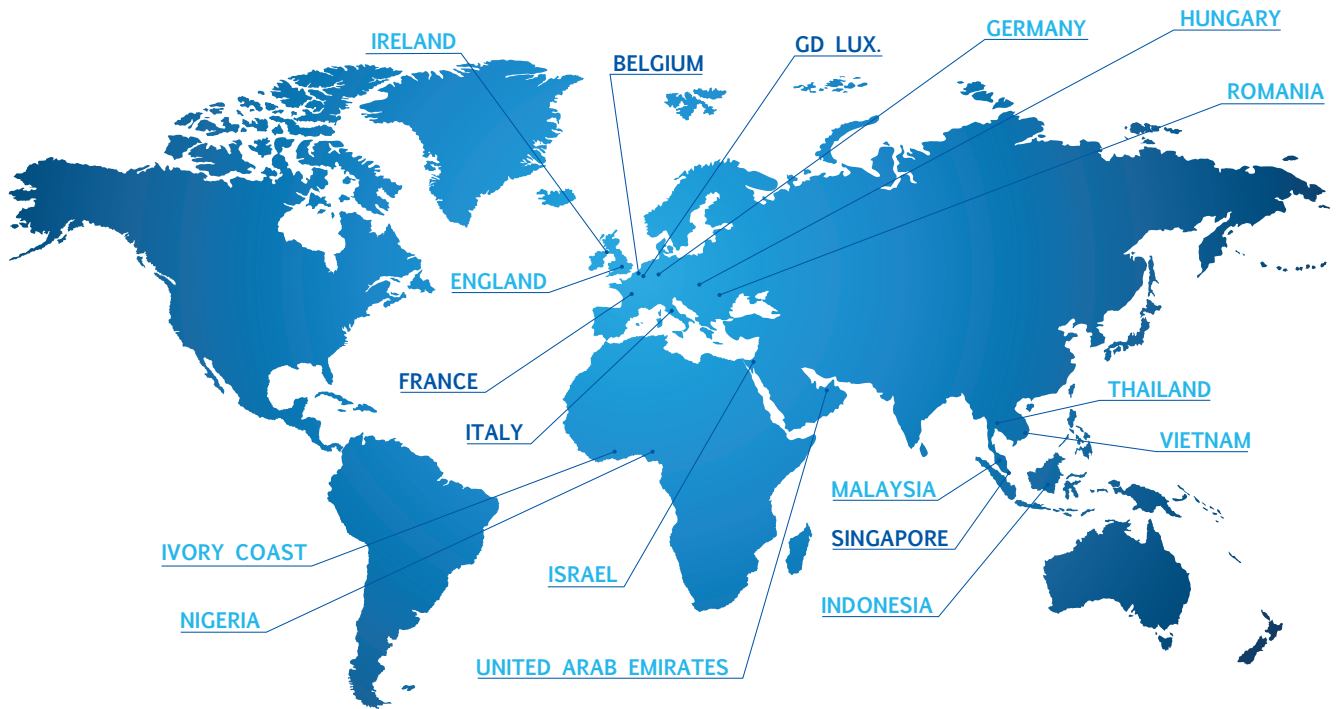 HUNGARY
GERMANY
IRELAND
GD LUX.
BELGIUM
ROMANIA
ENGLAND
FRANCE
THAILAND
ITALY
VIETNAM
MALAYSIA
SINGAPORE
IVORY COAST
ISRAEL
INDONESIA
NIGERIA
UNITED ARAB EMIRATES